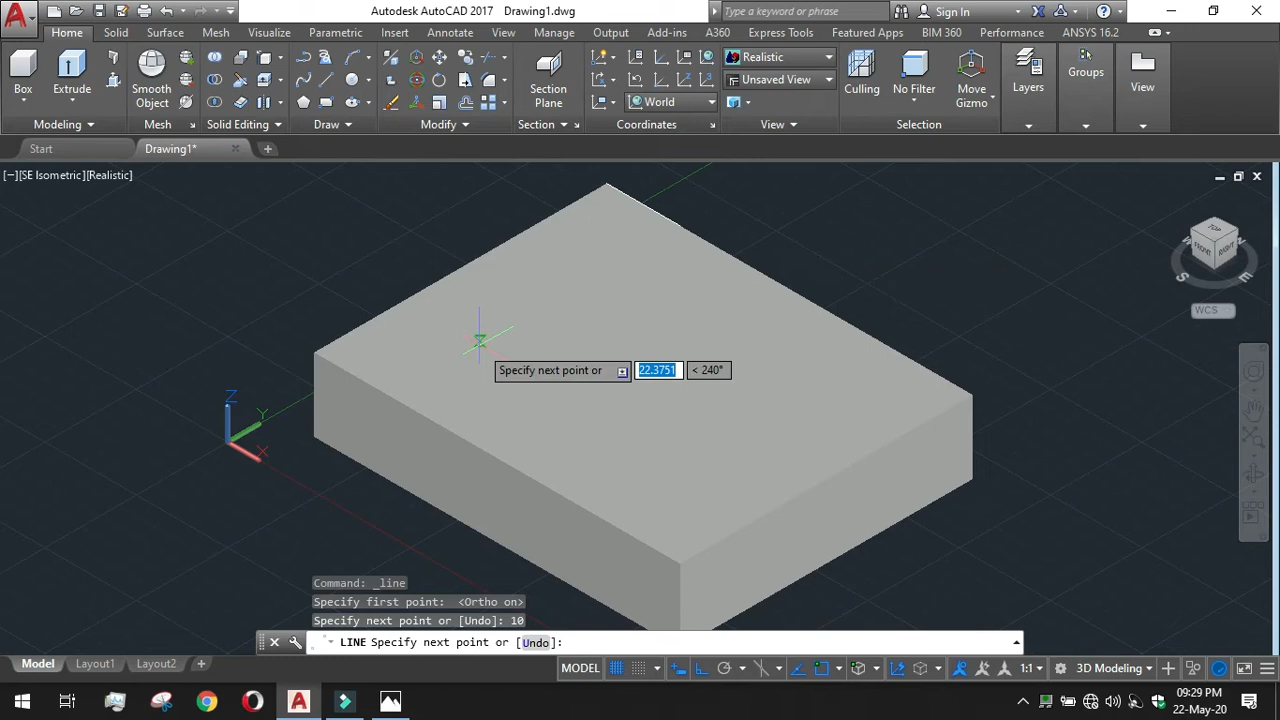 Autodesk AutoCAD 2017 Drawing1.dwg
Type a keyword or phrase
Sign In
Home Solid Surface Mesh Visualize Parametric Insert Annotate View Manage Output Add-ins A360 Express Tools Featured Apps BIM 360 Performance ANSYS 16.2
Box
Extrude
Smooth
Object
Section
Plane
World
Realistic
Unsaved View
Culling
No Filter
Move
Gizmo
Layers
Groups
View
Modeling Mesh Solid Editing Draw Modify Section Coordinates View Selection
Start Drawing1*
[−][SE Isometric][Realistic]
TOP
FRONT RIGHT
W N S E
WCS
Specify next point or 22.3751 < 240°
Z
Y
X
Command: _line
Specify first point: <Ortho on>
Specify next point or [Undo]: 10
LINE Specify next point or [Undo]:
Model Layout1 Layout2 +
MODEL 1:1 3D Modeling
09:29 PM
22-May-20